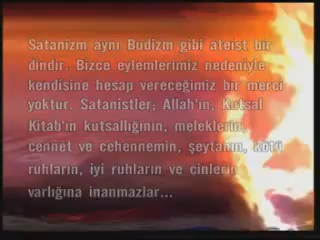 Satanizm aynı Budizm gibi ateist bir
dindir. Bizce eylemlerimiz nedeniyle
kendisine hesap vereceğimiz bir merci
yoktur. Satanistler; Allah'ın, Kutsal
Kitab'ın kutsallığının, meleklerin,
cennet ve cehennemin, şeytanın, kötü
ruhların, iyi ruhların ve cinlerin
varlığına inanmazlar...